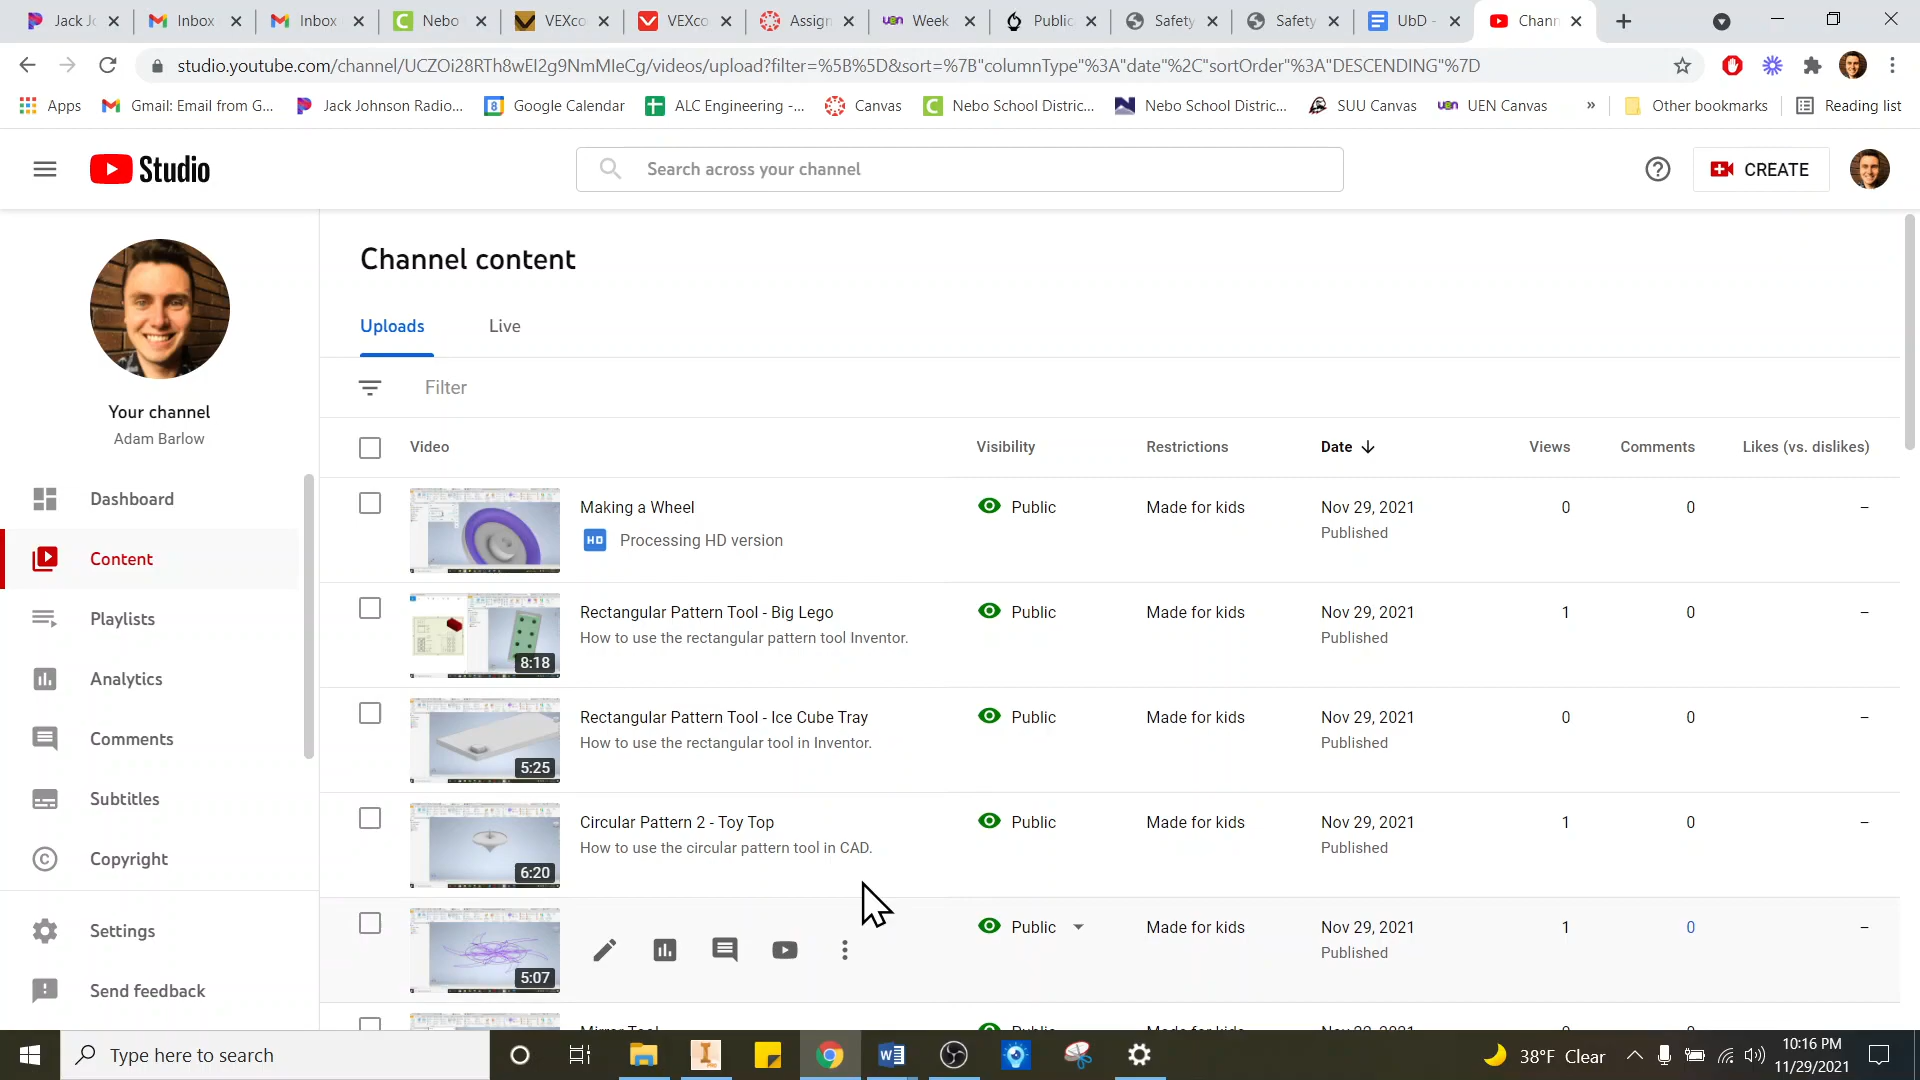 Jack Jo
Inbox
Inbox
Nebo
VEXco
VEXco
Assign
Week
Public
Safety
Safety
UbD -
Chann
studio.youtube.com/channel/UCZOi28RTh8wEI2g9NmMIeCg/videos/upload?filter=%5B%5D&sort=%7B"columnType"%3A"date"%2C"sortOrder"%3A"DESCENDING"%7D
Apps
Gmail: Email from G...
Jack Johnson Radio...
Google Calendar
ALC Engineering -...
Canvas
Nebo School Distric...
Nebo School Distric...
SUU Canvas
UEN Canvas
»
Other bookmarks
Reading list
Studio
Search across your channel
CREATE
Your channel
Adam Barlow
Dashboard
Content
Playlists
Analytics
Comments
Subtitles
Copyright
Settings
Send feedback
Channel content
Uploads Live
Filter
Video Visibility Restrictions Date Views Comments Likes (vs. dislikes)
Making a Wheel Public Made for kids Nov 29, 2021 0 0 –
HD Processing HD version Published
Rectangular Pattern Tool - Big Lego Public Made for kids Nov 29, 2021 1 0 –
How to use the rectangular pattern tool Inventor. Published
8:18
Rectangular Pattern Tool - Ice Cube Tray Public Made for kids Nov 29, 2021 0 0 –
How to use the rectangular tool in Inventor. Published
5:25
Circular Pattern 2 - Toy Top Public Made for kids Nov 29, 2021 1 0 –
How to use the circular pattern tool in CAD. Published
6:20
Public Made for kids Nov 29, 2021 1 0 –
Published
5:07
Mirror Tool Public Made for kids
Type here to search
38°F Clear
10:16 PM
11/29/2021